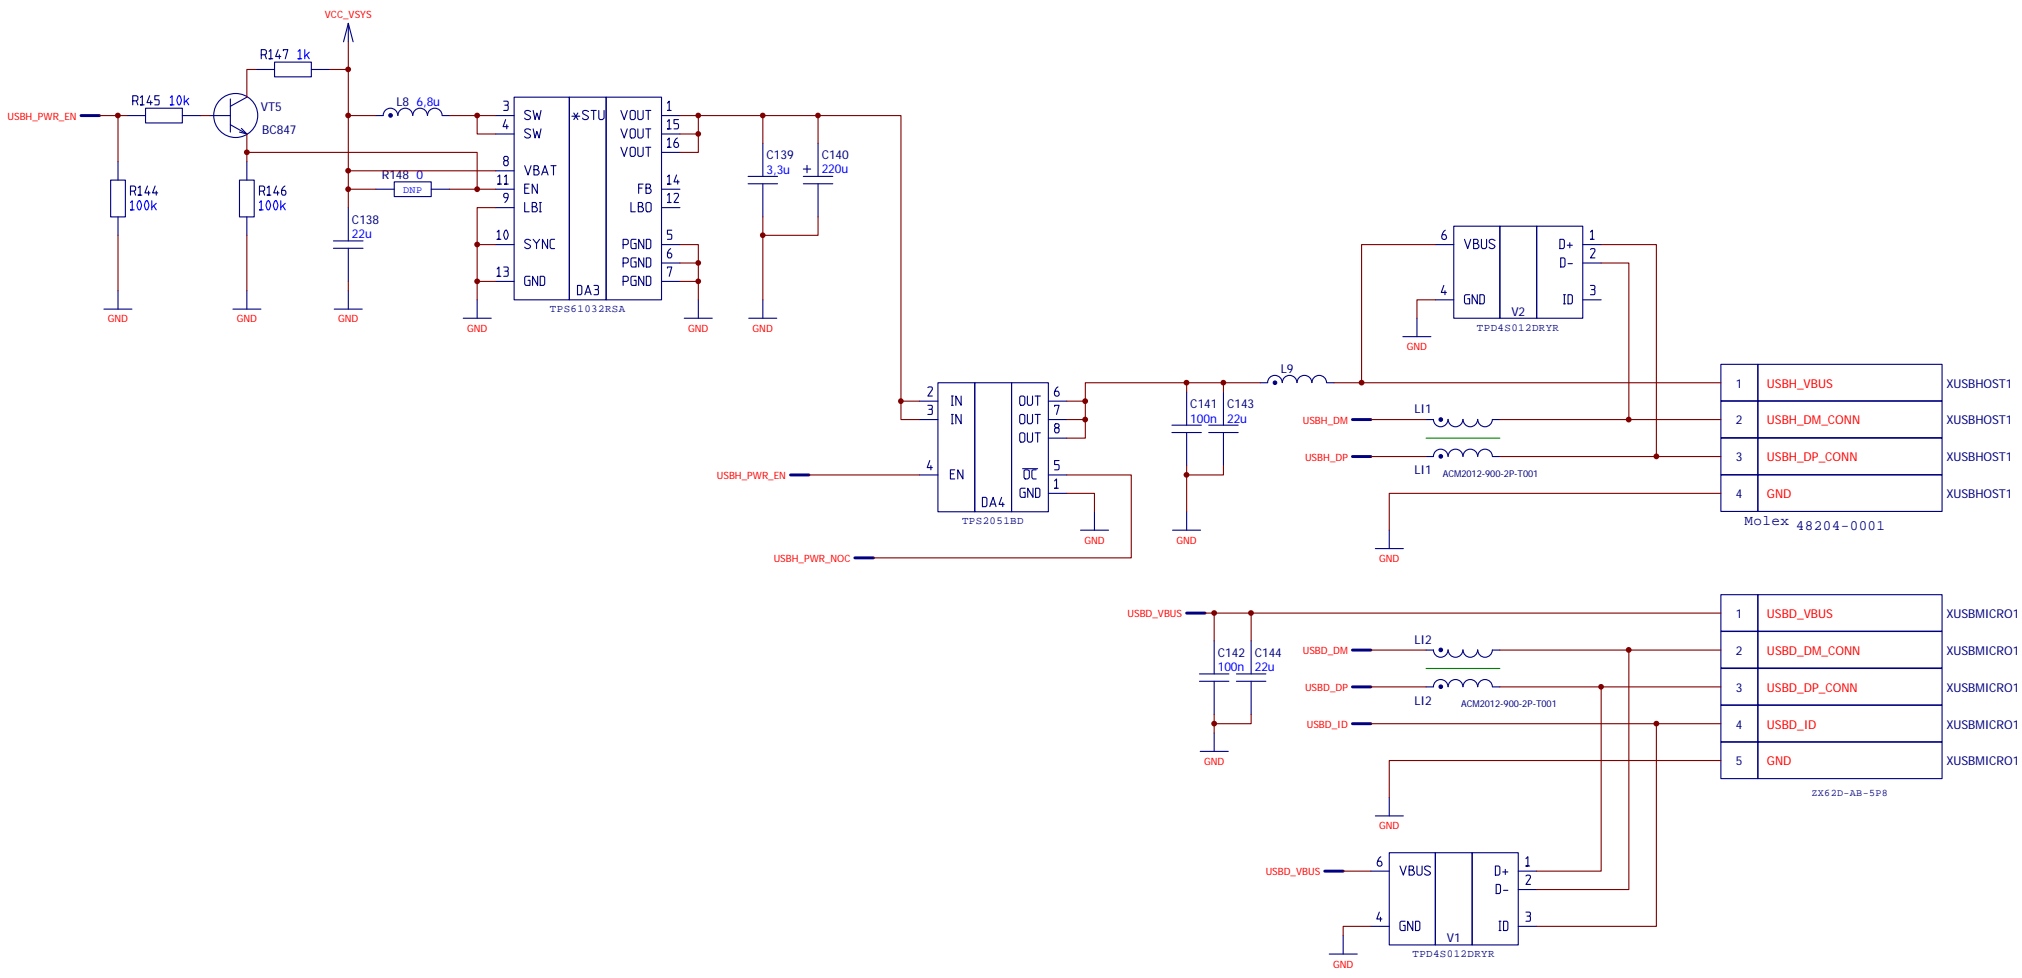 VCC_VSYS
R147 1k
R145 10k
USBH_PWR_EN
VT5
BC847
R144
100k
R146
100k
GND
GND
GND
L8 6,8u
R148 0
DNP
C138
22u
3 SW
4 SW
8 VBAT
11 EN
9 LBI
10 SYNC
13 GND
*STU
DA3
VOUT 1
VOUT 15
VOUT 16
FB 14
LBO 12
PGND 5
PGND 6
PGND 7
TPS61032RSA
GND
GND
C139
3,3u
+
C140
220u
GND
6 VBUS
4 GND
V2
D+ 1
D- 2
ID 3
TPD4S012DRYR
GND
2 IN
3 IN
4 EN
DA4
OUT 6
OUT 7
OUT 8
OC 5
GND 1
TPS2051BD
USBH_PWR_EN
USBH_PWR_NOC
GND
C141
100n
C143
22u
GND
L9
USBH_DM
LI1
USBH_DP
LI1
ACM2012-900-2P-T001
GND
1 USBH_VBUS XUSBHOST1
2 USBH_DM_CONN XUSBHOST1
3 USBH_DP_CONN XUSBHOST1
4 GND XUSBHOST1
Molex 48204-0001
USBD_VBUS
C142
100n
C144
22u
GND
USBD_DM
LI2
USBD_DP
LI2
ACM2012-900-2P-T001
USBD_ID
GND
1 USBD_VBUS XUSBMICRO1
2 USBD_DM_CONN XUSBMICRO1
3 USBD_DP_CONN XUSBMICRO1
4 USBD_ID XUSBMICRO1
5 GND XUSBMICRO1
ZX62D-AB-5P8
USBD_VBUS
6 VBUS
4 GND
V1
D+ 1
D- 2
ID 3
TPD4S012DRYR
GND